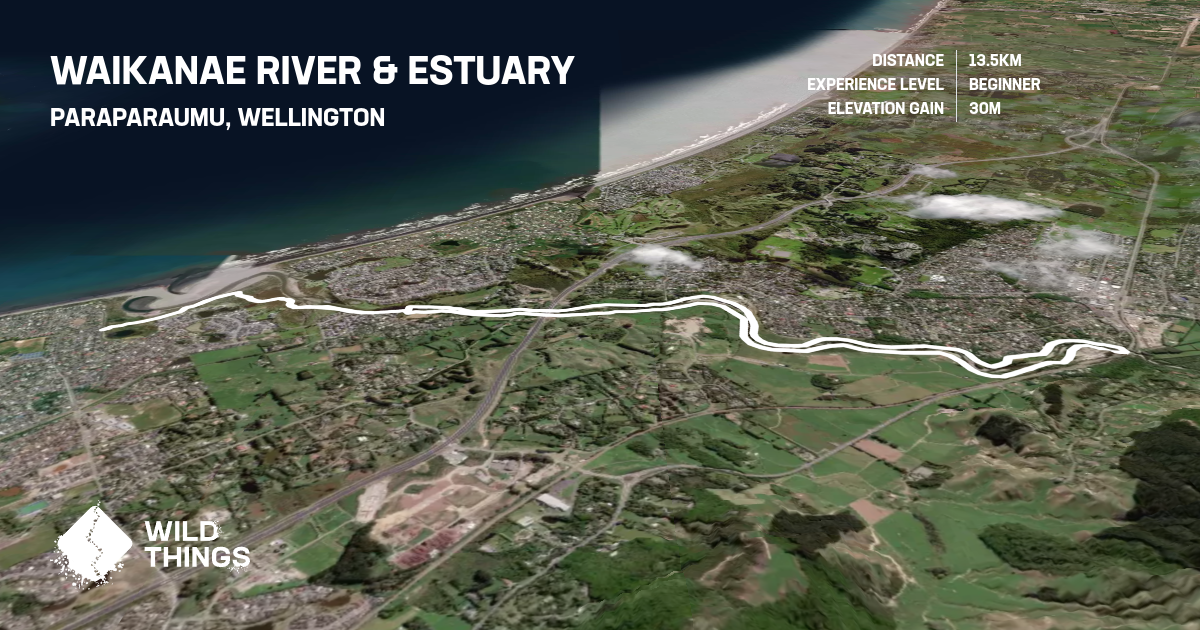 WAIKANAE RIVER & ESTUARY
PARAPARAUMU, WELLINGTON
DISTANCE 13.5KM
EXPERIENCE LEVEL BEGINNER
ELEVATION GAIN 30M
WILD
THINGS